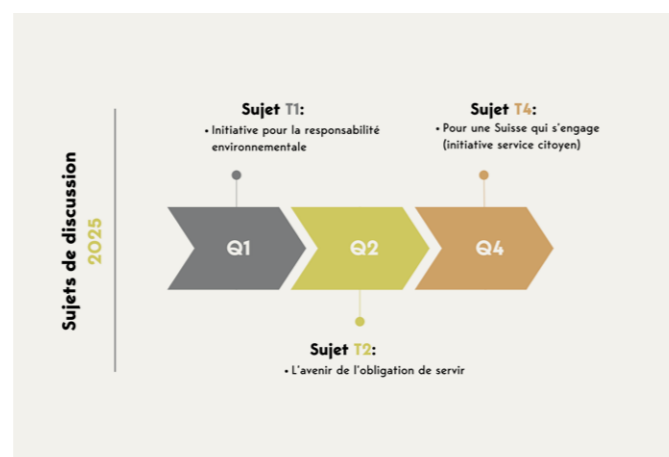 Sujets de discussion
2025
Sujet T1:
• Initiative pour la responsabilité
environnementale
Sujet T4:
• Pour une Suisse qui s'engage
(initiative service citoyen)
Q1
Q2
Q4
Sujet T2:
• L'avenir de l'obligation de servir